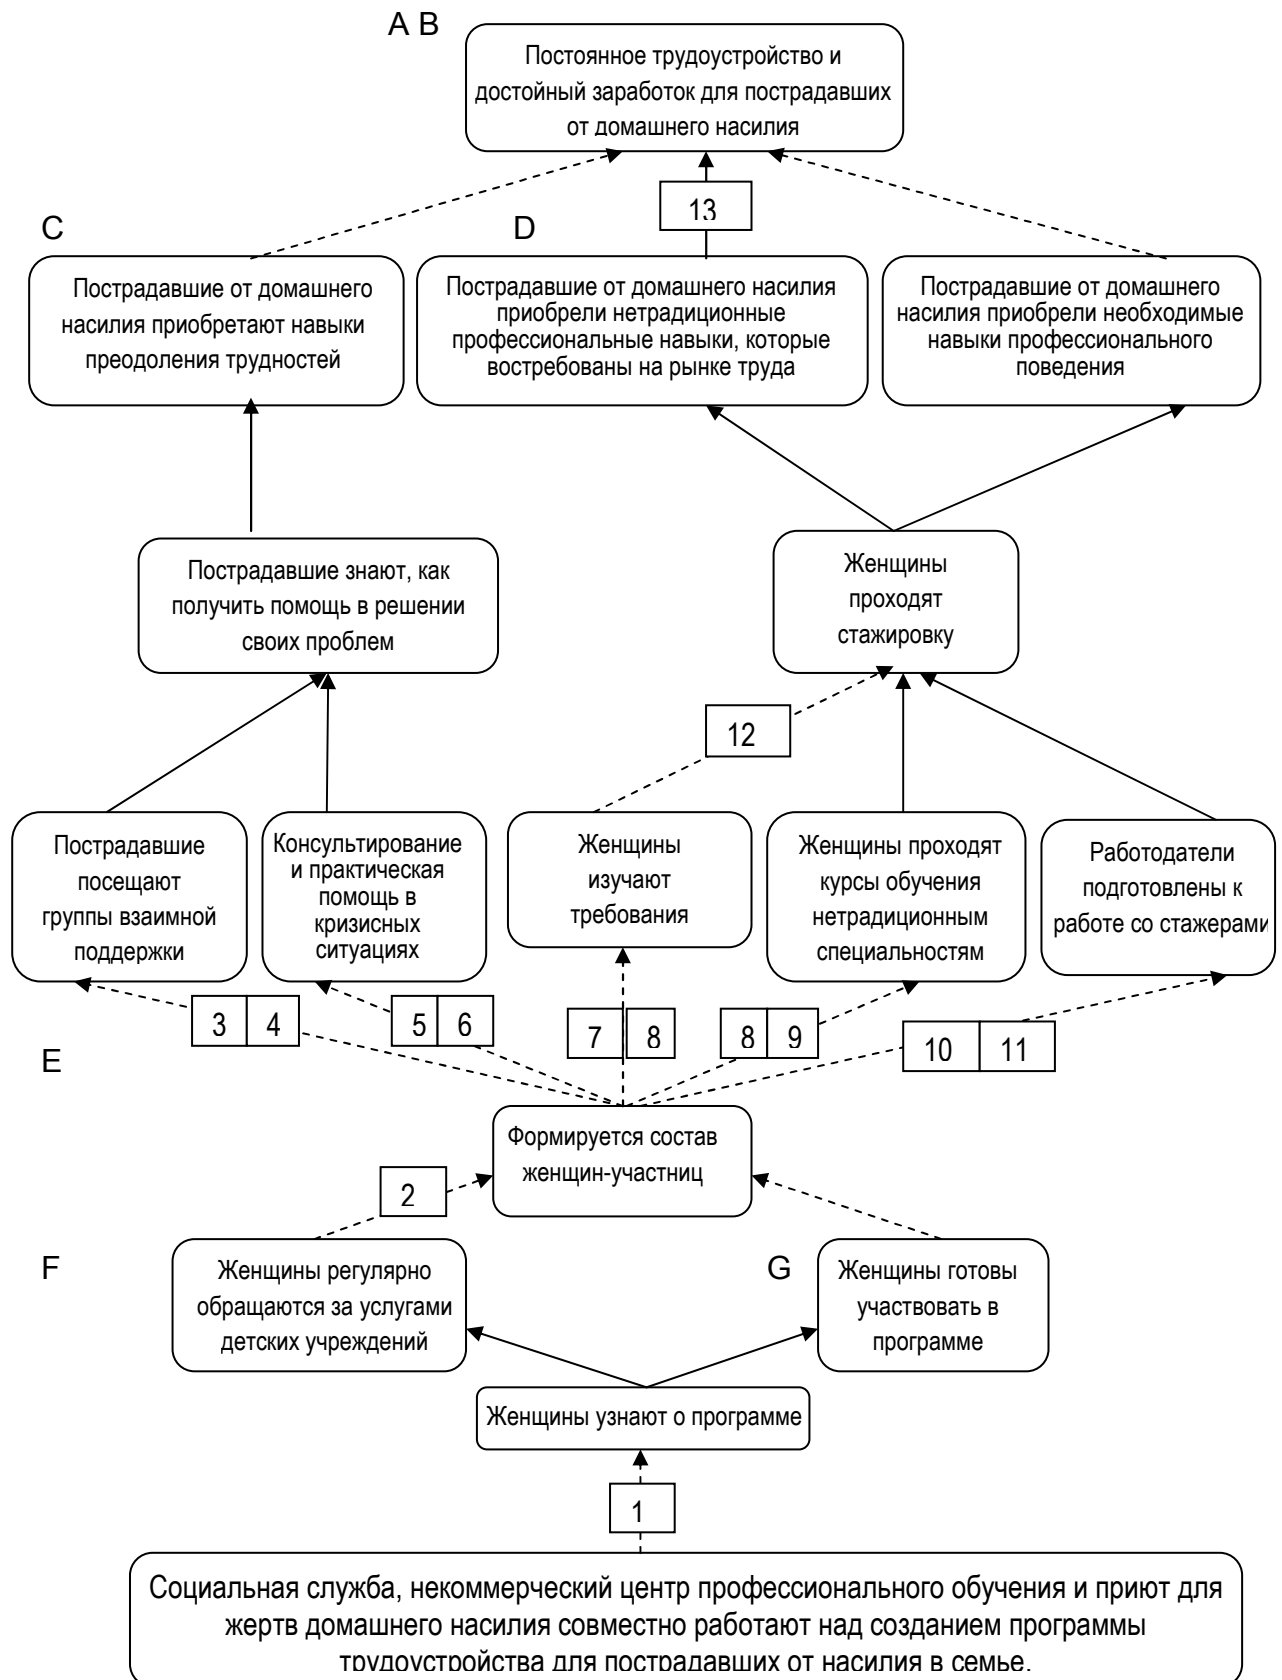 A B
Постоянное трудоустройство и
достойный заработок для пострадавших
от домашнего насилия
13
C
D
Пострадавшие от домашнего
насилия приобретают навыки
преодоления трудностей
Пострадавшие от домашнего насилия
приобрели нетрадиционные
профессиональные навыки, которые
востребованы на рынке труда
Пострадавшие от домашнего
насилия приобрели необходимые
навыки профессионального
поведения
Пострадавшие знают, как
получить помощь в решении
своих проблем
Женщины
проходят
стажировку
12
Пострадавшие
посещают
группы взаимной
поддержки
Консультирование
и практическая
помощь в
кризисных
ситуациях
Женщины
изучают
требования
Женщины проходят
курсы обучения
нетрадиционным
специальностям
Работодатели
подготовлены к
работе со стажерами
3 4
5 6
7 8
8 9
10 11
E
Формируется состав
женщин-участниц
2
F
Женщины регулярно
обращаются за услугами
детских учреждений
G
Женщины готовы
участвовать в
программе
Женщины узнают о программе
1
Социальная служба, некоммерческий центр профессионального обучения и приют для
жертв домашнего насилия совместно работают над созданием программы
трудоустройства для пострадавших от насилия в семье.